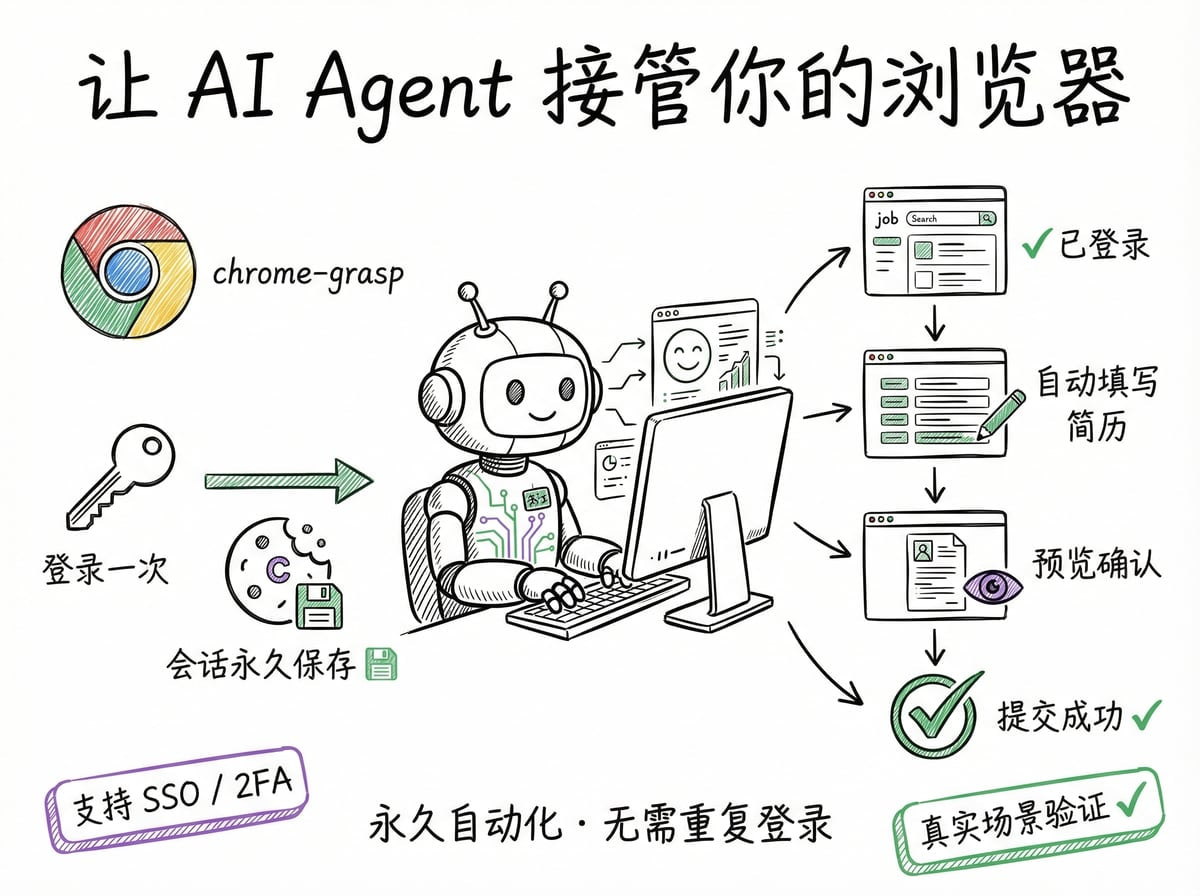 让 AI Agent 接管你的浏览器
chrome-grasp
登录一次
C
会话永久保存
job
Search
已登录
自动填写
简历
预览确认
提交成功
支持 SSO / 2FA
永久自动化 · 无需重复登录
真实场景验证